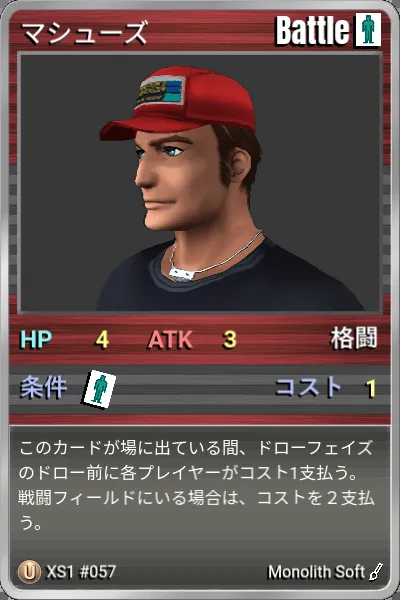 マシューズ
Battle
HP 4 ATK 3 格闘
条件 コスト 1
このカードが場に出ている間、ドローフェイズ
のドロー前に各プレイヤーがコスト1支払う。
戦闘フィールドにいる場合は、コストを２支払
う。
U XS1 #057 Monolith Soft